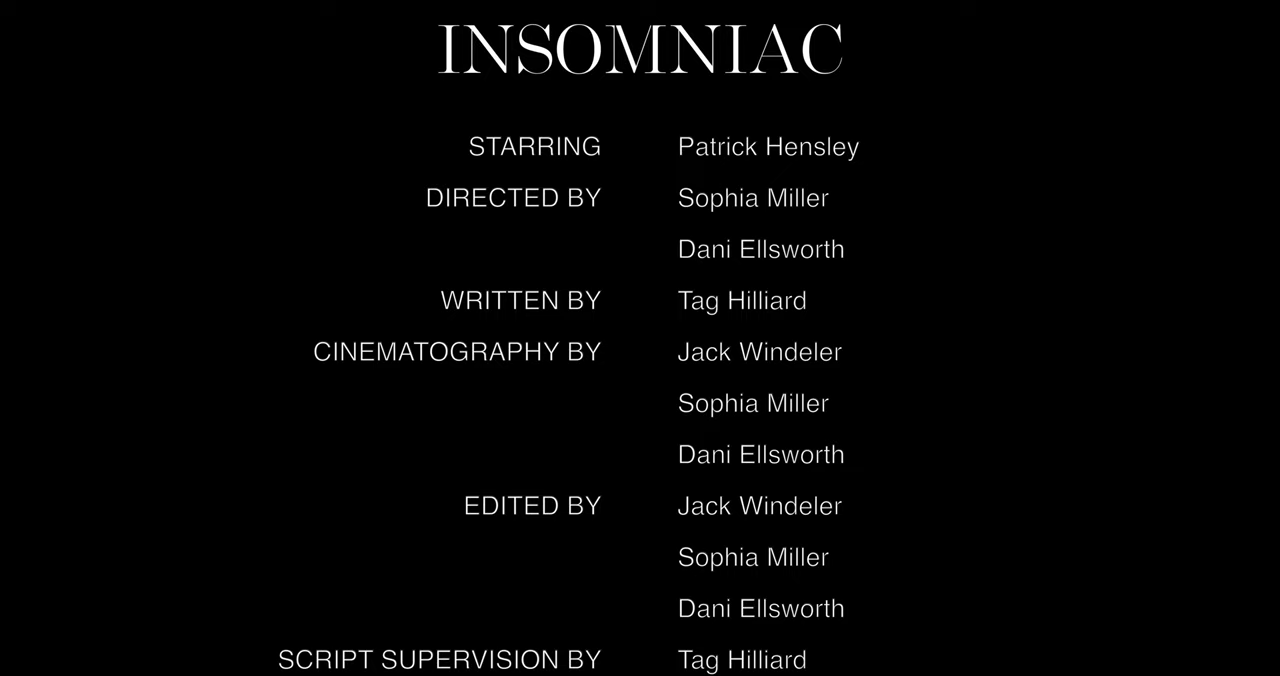 INSOMNIAC
STARRING Patrick Hensley
DIRECTED BY Sophia Miller
Dani Ellsworth
WRITTEN BY Tag Hilliard
CINEMATOGRAPHY BY Jack Windeler
Sophia Miller
Dani Ellsworth
EDITED BY Jack Windeler
Sophia Miller
Dani Ellsworth
SCRIPT SUPERVISION BY Tag Hilliard